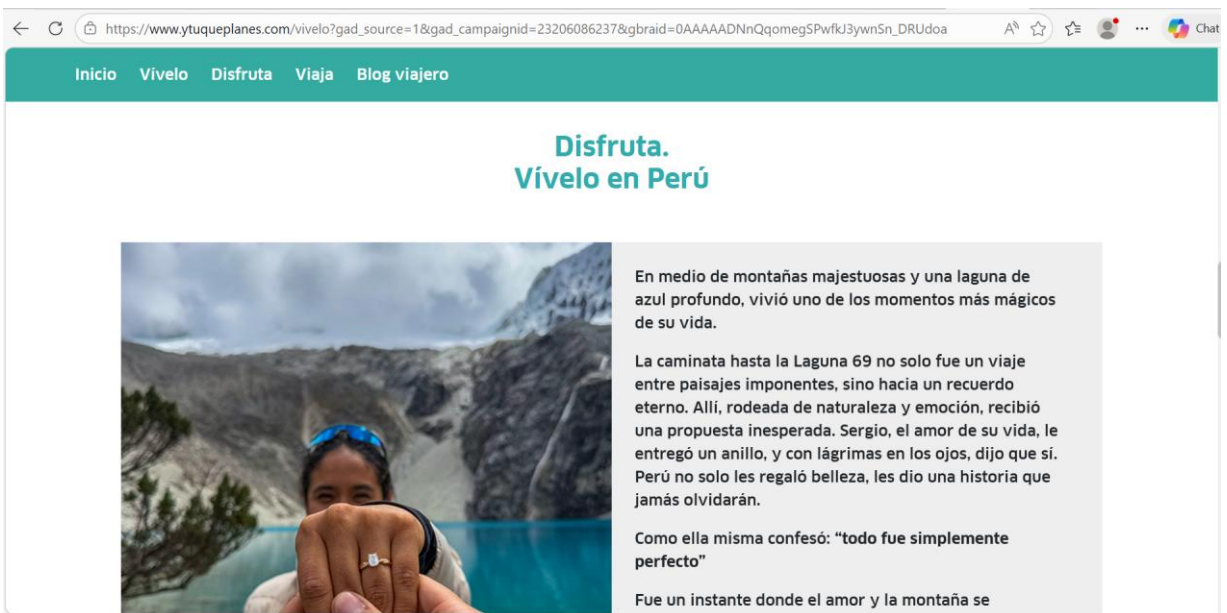 https://www.ytuqueplanes.com/vivelo?gad_source=1&gad_campaignid=23206086237&gbraid=0AAAAADNnQqomegSPwfkJ3ywnSn_DRUdoa
Chat
Inicio Vívelo Disfruta Viaja Blog viajero
Disfruta.
Vívelo en Perú
En medio de montañas majestuosas y una laguna de
azul profundo, vivió uno de los momentos más mágicos
de su vida.
La caminata hasta la Laguna 69 no solo fue un viaje
entre paisajes imponentes, sino hacia un recuerdo
eterno. Allí, rodeada de naturaleza y emoción, recibió
una propuesta inesperada. Sergio, el amor de su vida, le
entregó un anillo, y con lágrimas en los ojos, dijo que sí.
Perú no solo les regaló belleza, les dio una historia que
jamás olvidarán.
Como ella misma confesó: “todo fue simplemente
perfecto”
Fue un instante donde el amor y la montaña se